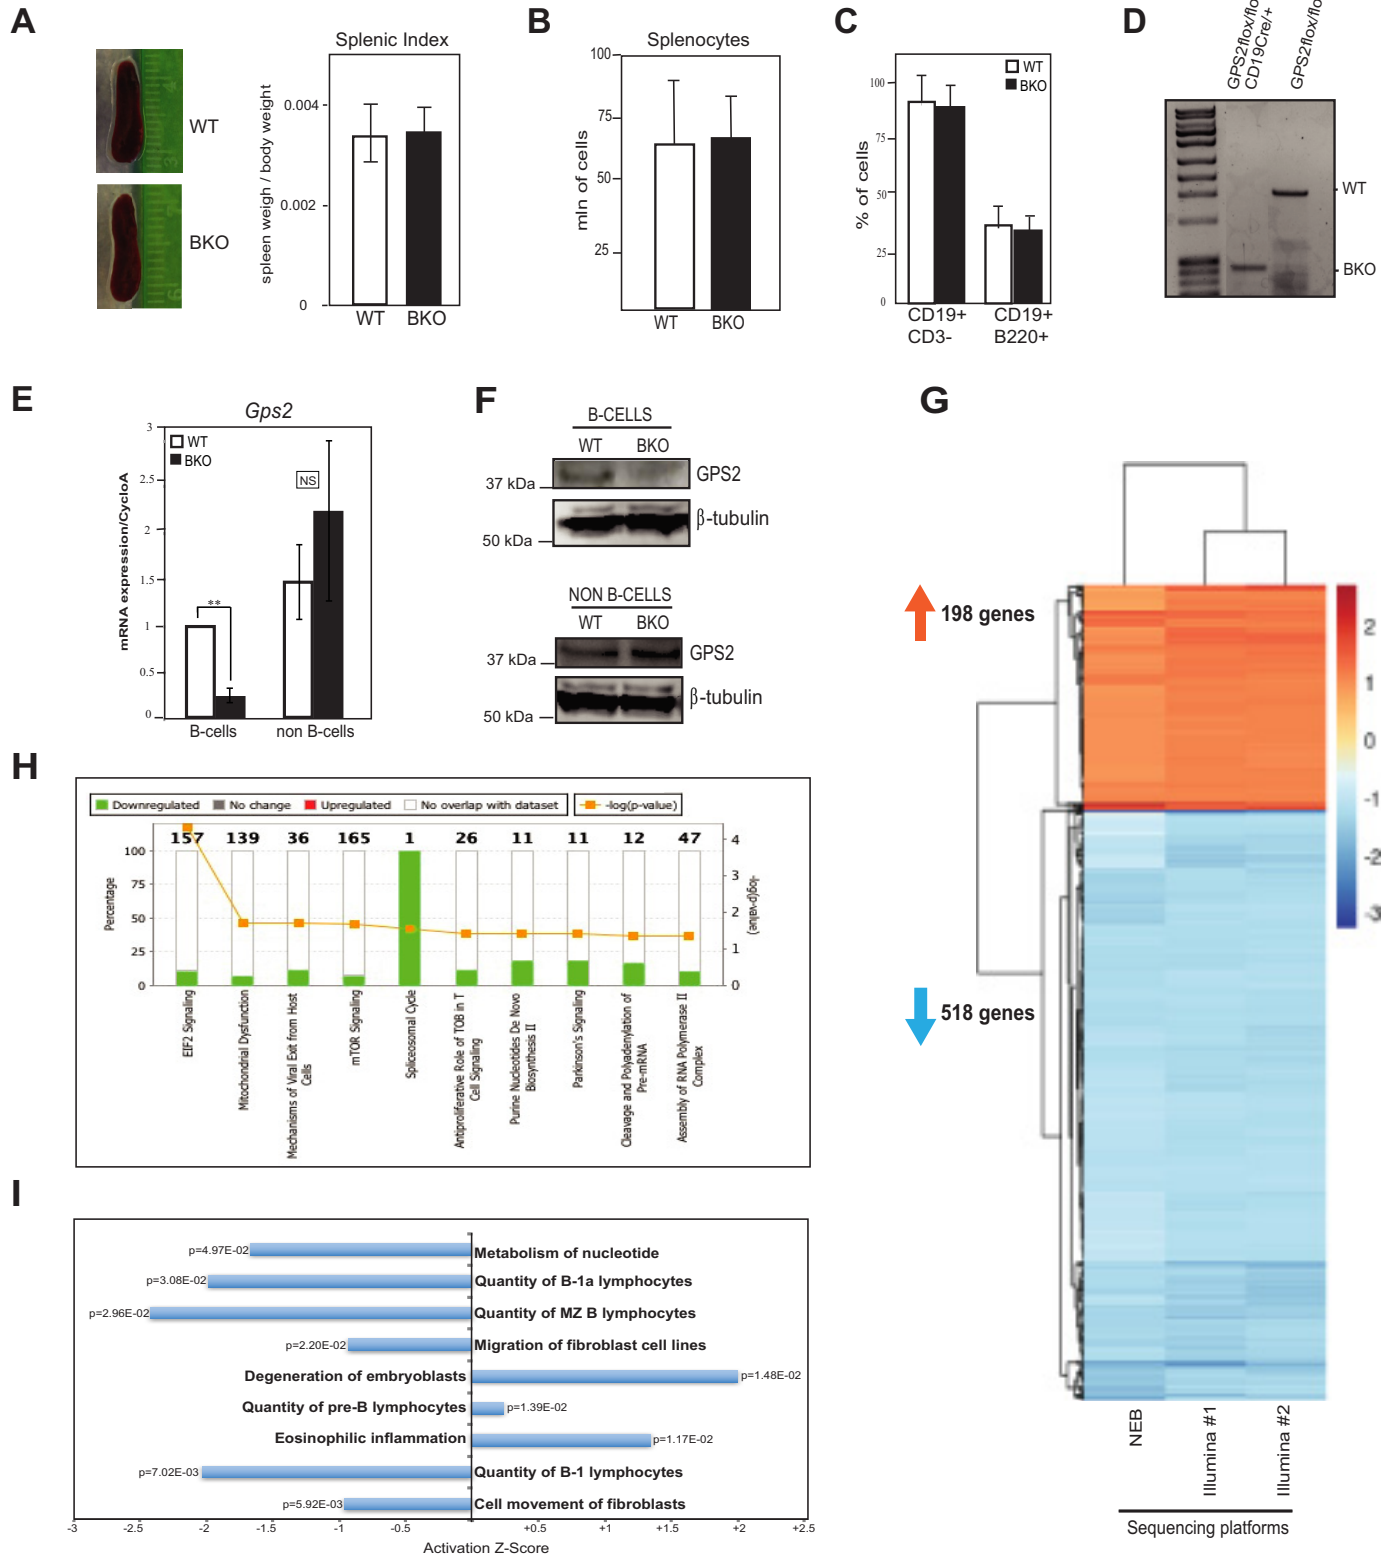 A
WT
BKO
Splenic Index
spleen weigh / body weight
0.004
0.002
0
WT
BKO
B
Splenocytes
mln of cells
100
75
50
25
WT
BKO
C
WT
BKO
% of cells
100
75
50
25
0
CD19+
CD3-
CD19+
B220+
D
GPS2flox/flo
CD19Cre/+
GPS2flox/flo
WT
BKO
E
Gps2
WT
BKO
mRNA expression/CycloA
3
2.5
2
1.5
1
0.5
0
**
NS
B-cells
non B-cells
F
B-CELLS
WT
BKO
37 kDa
GPS2
50 kDa
β-tubulin
NON B-CELLS
WT
BKO
37 kDa
GPS2
50 kDa
β-tubulin
G
198 genes
518 genes
2
1
0
-1
-2
-3
NEB
Illumina #1
Illumina #2
Sequencing platforms
H
Downregulated
No change
Upregulated
No overlap with dataset
-log(p-value)
157
139
36
165
1
26
11
11
12
47
Percentage
100
75
50
25
0
4
3
2
1
0
-log(p-value)
EIF2 Signaling
Mitochondrial Dysfunction
Mechanisms of Viral Exit from Host
Cells
mTOR Signaling
Spliceosomal Cycle
Antiproliferative Role of TOB in T
Cell Signaling
Purine Nucleotides De Novo
Biosynthesis II
Parkinson's Signaling
Cleavage and Polyadenylation of
Pre-mRNA
Assembly of RNA Polymerase II
Complex
I
p=4.97E-02 Metabolism of nucleotide
p=3.08E-02 Quantity of B-1a lymphocytes
p=2.96E-02 Quantity of MZ B lymphocytes
p=2.20E-02 Migration of fibroblast cell lines
Degeneration of embryoblasts p=1.48E-02
Quantity of pre-B lymphocytes p=1.39E-02
Eosinophilic inflammation p=1.17E-02
p=7.02E-03 Quantity of B-1 lymphocytes
p=5.92E-03 Cell movement of fibroblasts
-3 -2.5 -2 -1.5 -1 -0.5 +0.5 +1 +1.5 +2 +2.5
Activation Z-Score